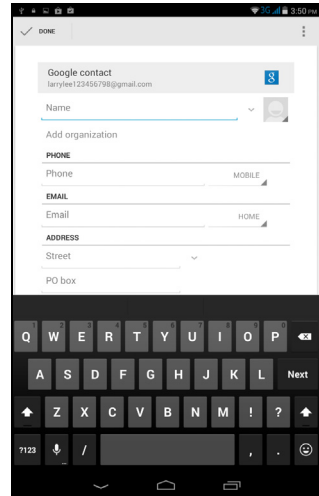 3G 3:50 PM
DONE
Google contact
8
larrylee123456798@gmail.com
Name
Add organization
PHONE
Phone MOBILE
EMAIL
Email HOME
ADDRESS
Street
PO box
1 2 3 4 5 6 7 8 9 0
Q W E R T Y U I O P
A S D F G H J K L Next
Z X C V B N M ! ?
?123 / , .